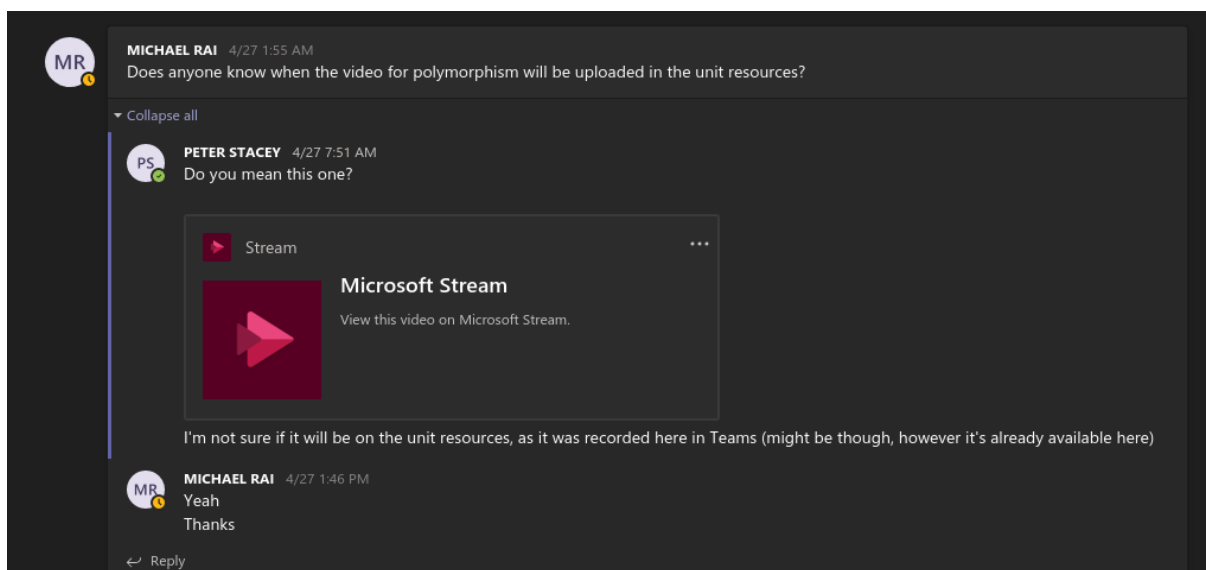 MR
MICHAEL RAI 4/27 1:55 AM
Does anyone know when the video for polymorphism will be uploaded in the unit resources?
Collapse all
PS
PETER STACEY 4/27 7:51 AM
Do you mean this one?
Stream
Microsoft Stream
View this video on Microsoft Stream.
I'm not sure if it will be on the unit resources, as it was recorded here in Teams (might be though, however it's already available here)
MR
MICHAEL RAI 4/27 1:46 PM
Yeah
Thanks
Reply